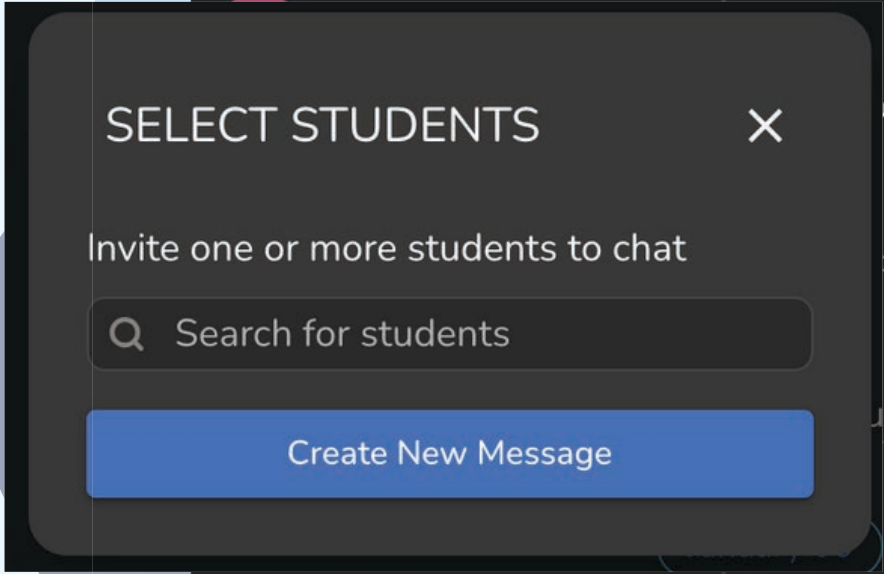 SELECT STUDENTS
Invite one or more students to chat
Search for students
Create New Message